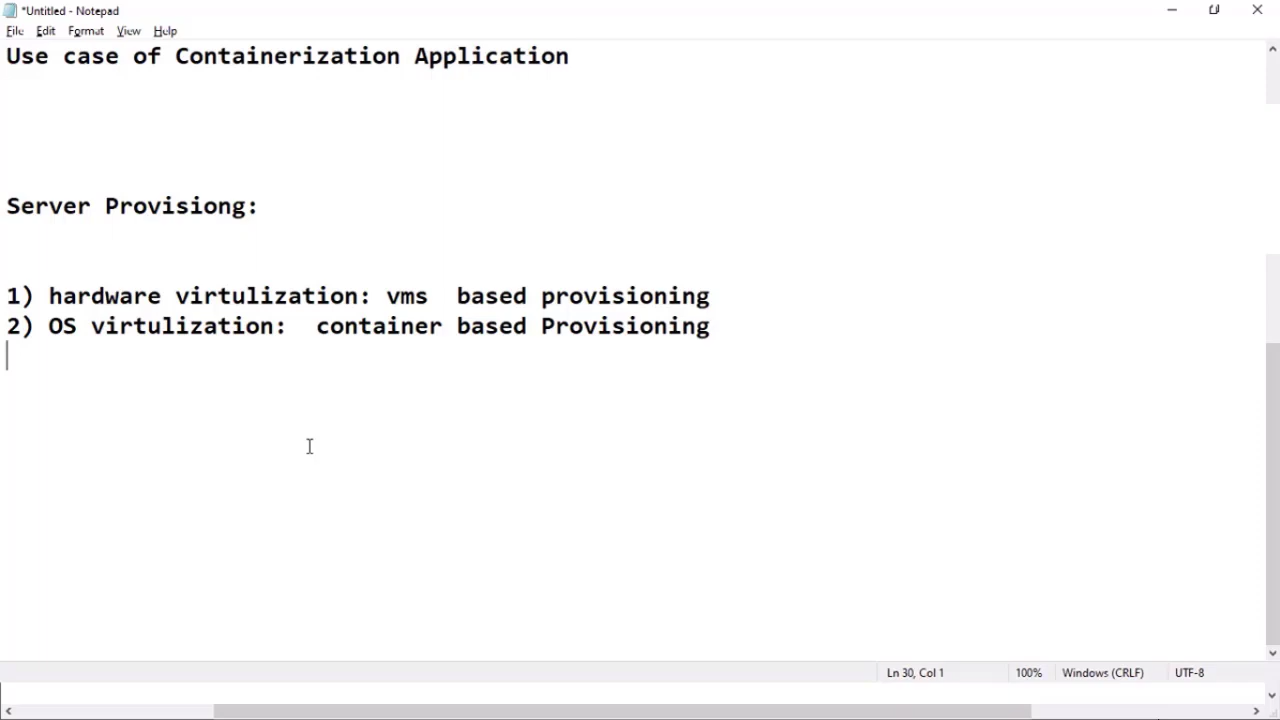 *Untitled - Notepad
File Edit Format View Help
Use case of Containerization Application
Server Provisiong:
1) hardware virtulization: vms  based provisioning
2) OS virtulization:  container based Provisioning
Ln 30, Col 1 100% Windows (CRLF) UTF-8